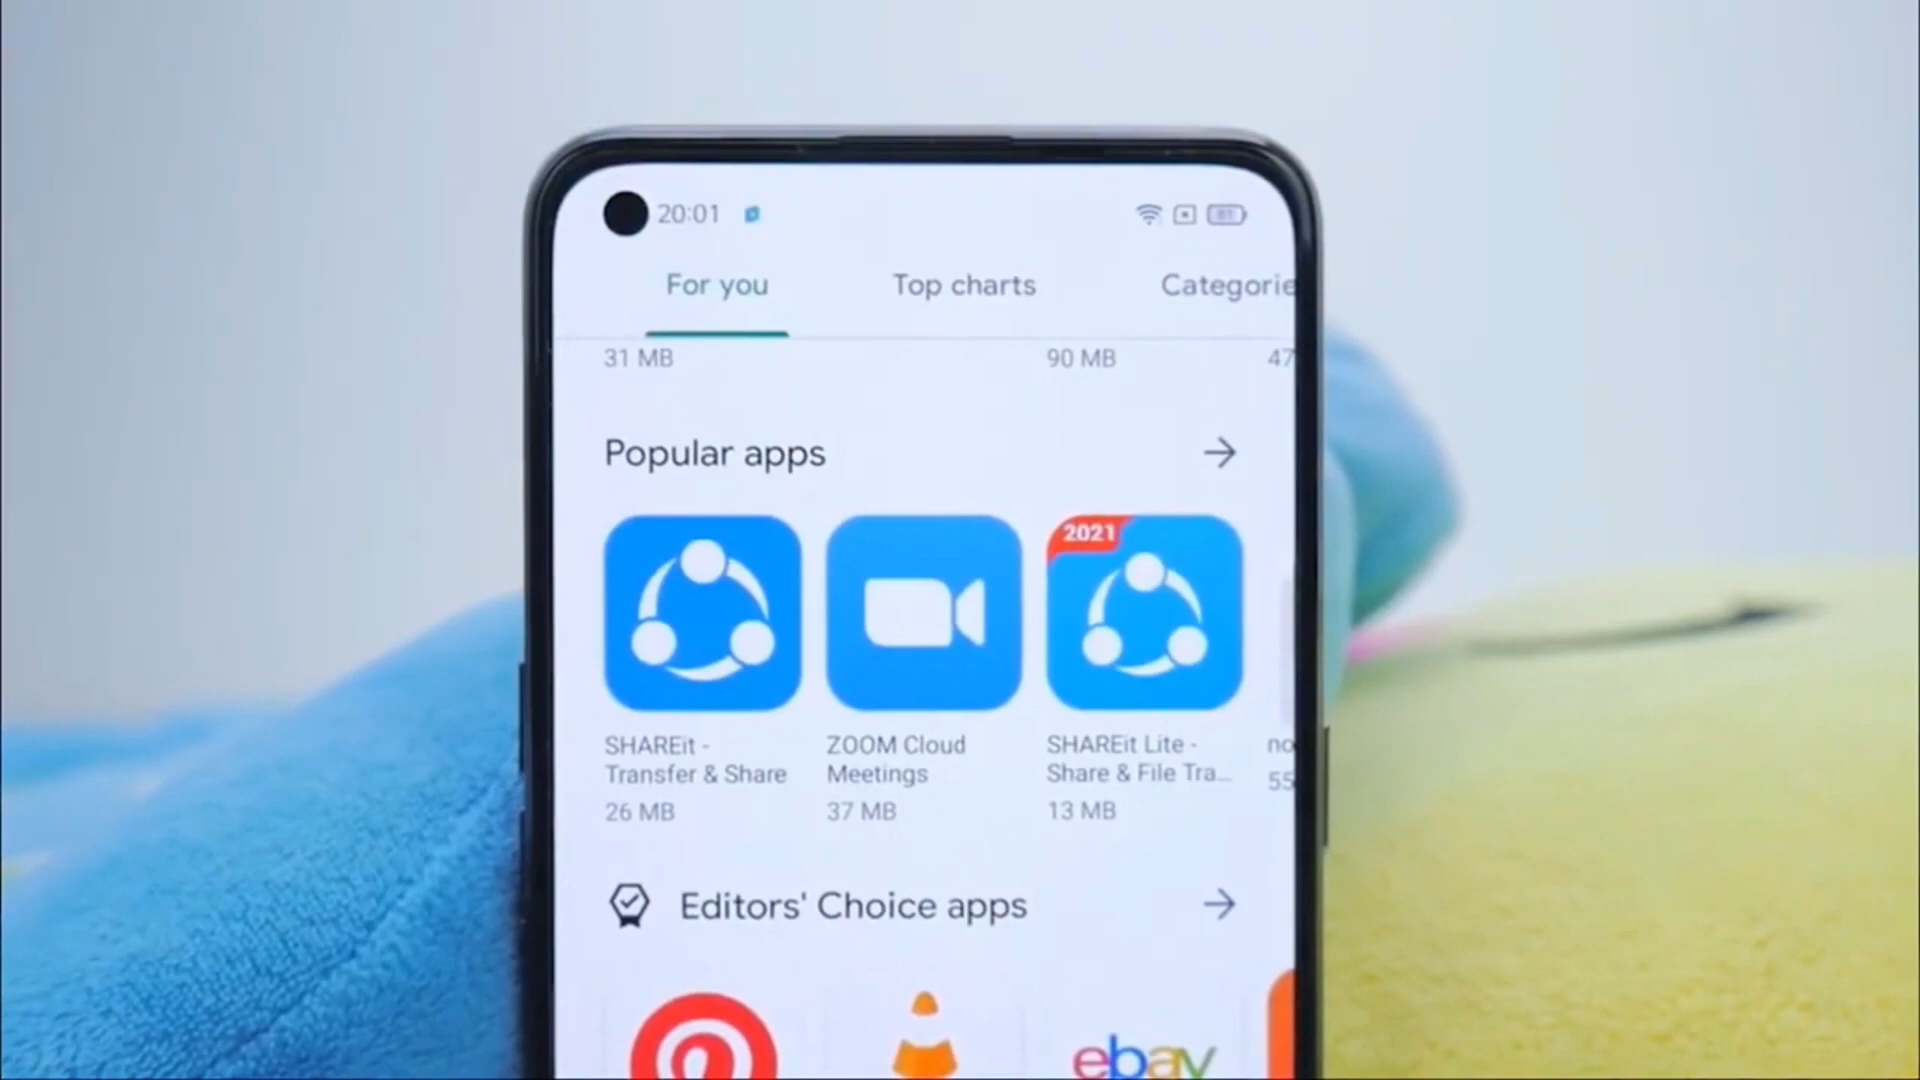 20:01
For you
Top charts
Categorie
31 MB
90 MB
47
Popular apps
2021
SHAREit -
Transfer & Share
26 MB
ZOOM Cloud
Meetings
37 MB
SHAREit Lite -
Share & File Tra...
13 MB
no
55
Editors' Choice apps
ebay